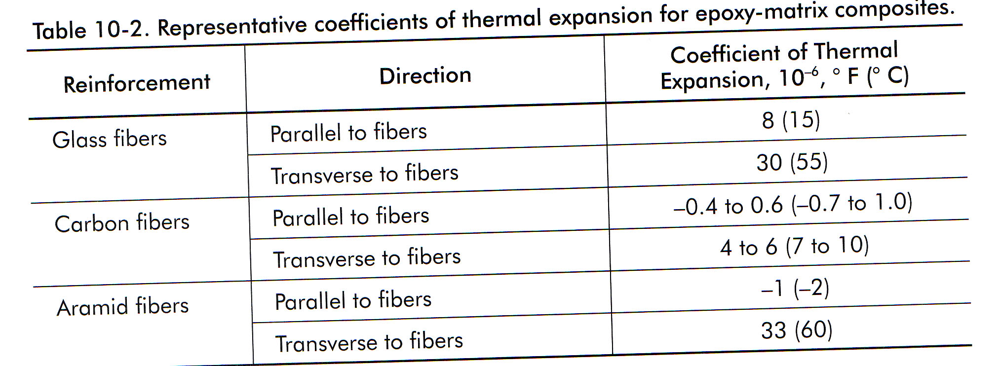 Table 10-2. Representative coefficients of thermal expansion for epoxy-matrix composites.
Reinforcement
Direction
Coefficient of Thermal
Expansion, 10⁻⁶, ° F (° C)
Glass fibers
Parallel to fibers
8 (15)
Transverse to fibers
30 (55)
Carbon fibers
Parallel to fibers
–0.4 to 0.6 (–0.7 to 1.0)
Transverse to fibers
4 to 6 (7 to 10)
Aramid fibers
Parallel to fibers
–1 (–2)
Transverse to fibers
33 (60)